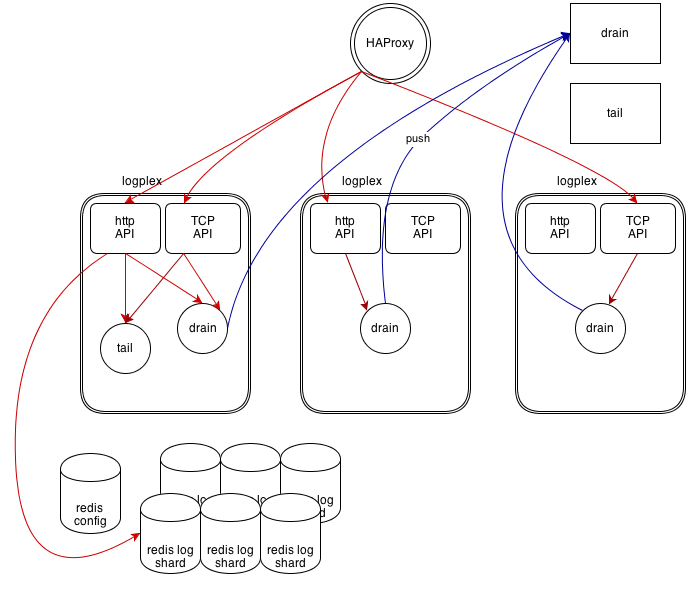 HAProxy
drain
tail
push
logplex
logplex
logplex
http
API
TCP
API
http
API
TCP
API
http
API
TCP
API
tail
drain
drain
drain
redis
config
log
redis log
shard
redis log
shard
redis log
shard